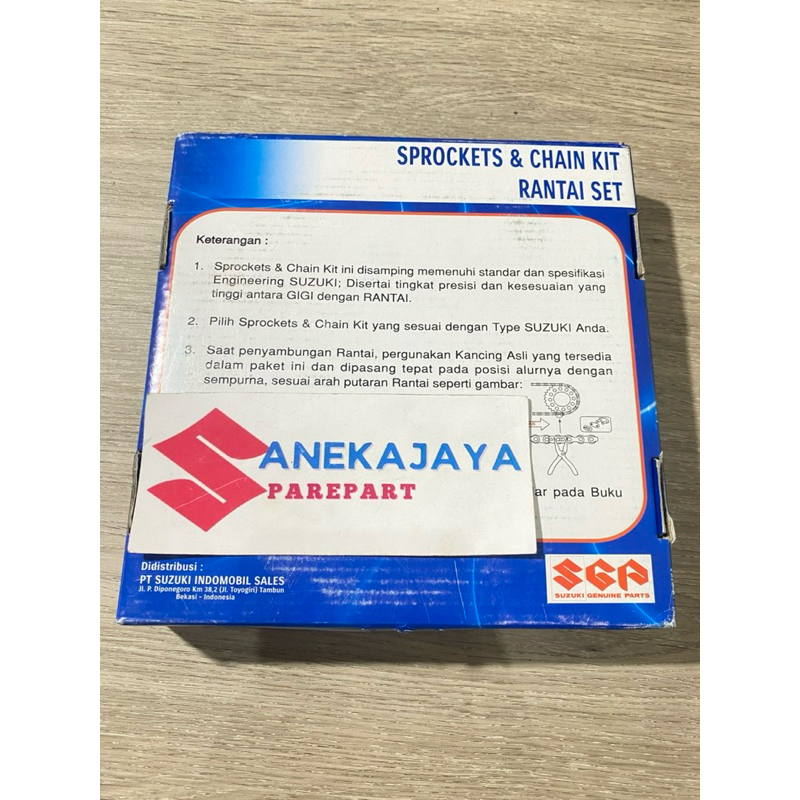 SPROCKETS & CHAIN KIT
RANTAI SET
Keterangan :
1. Sprockets & Chain Kit ini disamping memenuhi standar dan spesifikasi
Engineering SUZUKI; Disertai tingkat presisi dan kesesuaian yang
tinggi antara GIGI dengan RANTAI.
2. Pilih Sprockets & Chain Kit yang sesuai dengan Type SUZUKI Anda.
3. Saat penyambungan Rantai, pergunakan Kancing Asli yang tersedia
dalam paket ini dan dipasang tepat pada posisi alurnya dengan
sempurna, sesuai arah putaran Rantai seperti gambar:
SANEKAJAYA
PAREPART
pada Buku
Didistribusi :
PT SUZUKI INDOMOBIL SALES
Jl. P. Diponegoro Km 38,2 (Jl. Toyogiri) Tambun
Bekasi - Indonesia
SGP
SUZUKI GENUINE PARTS